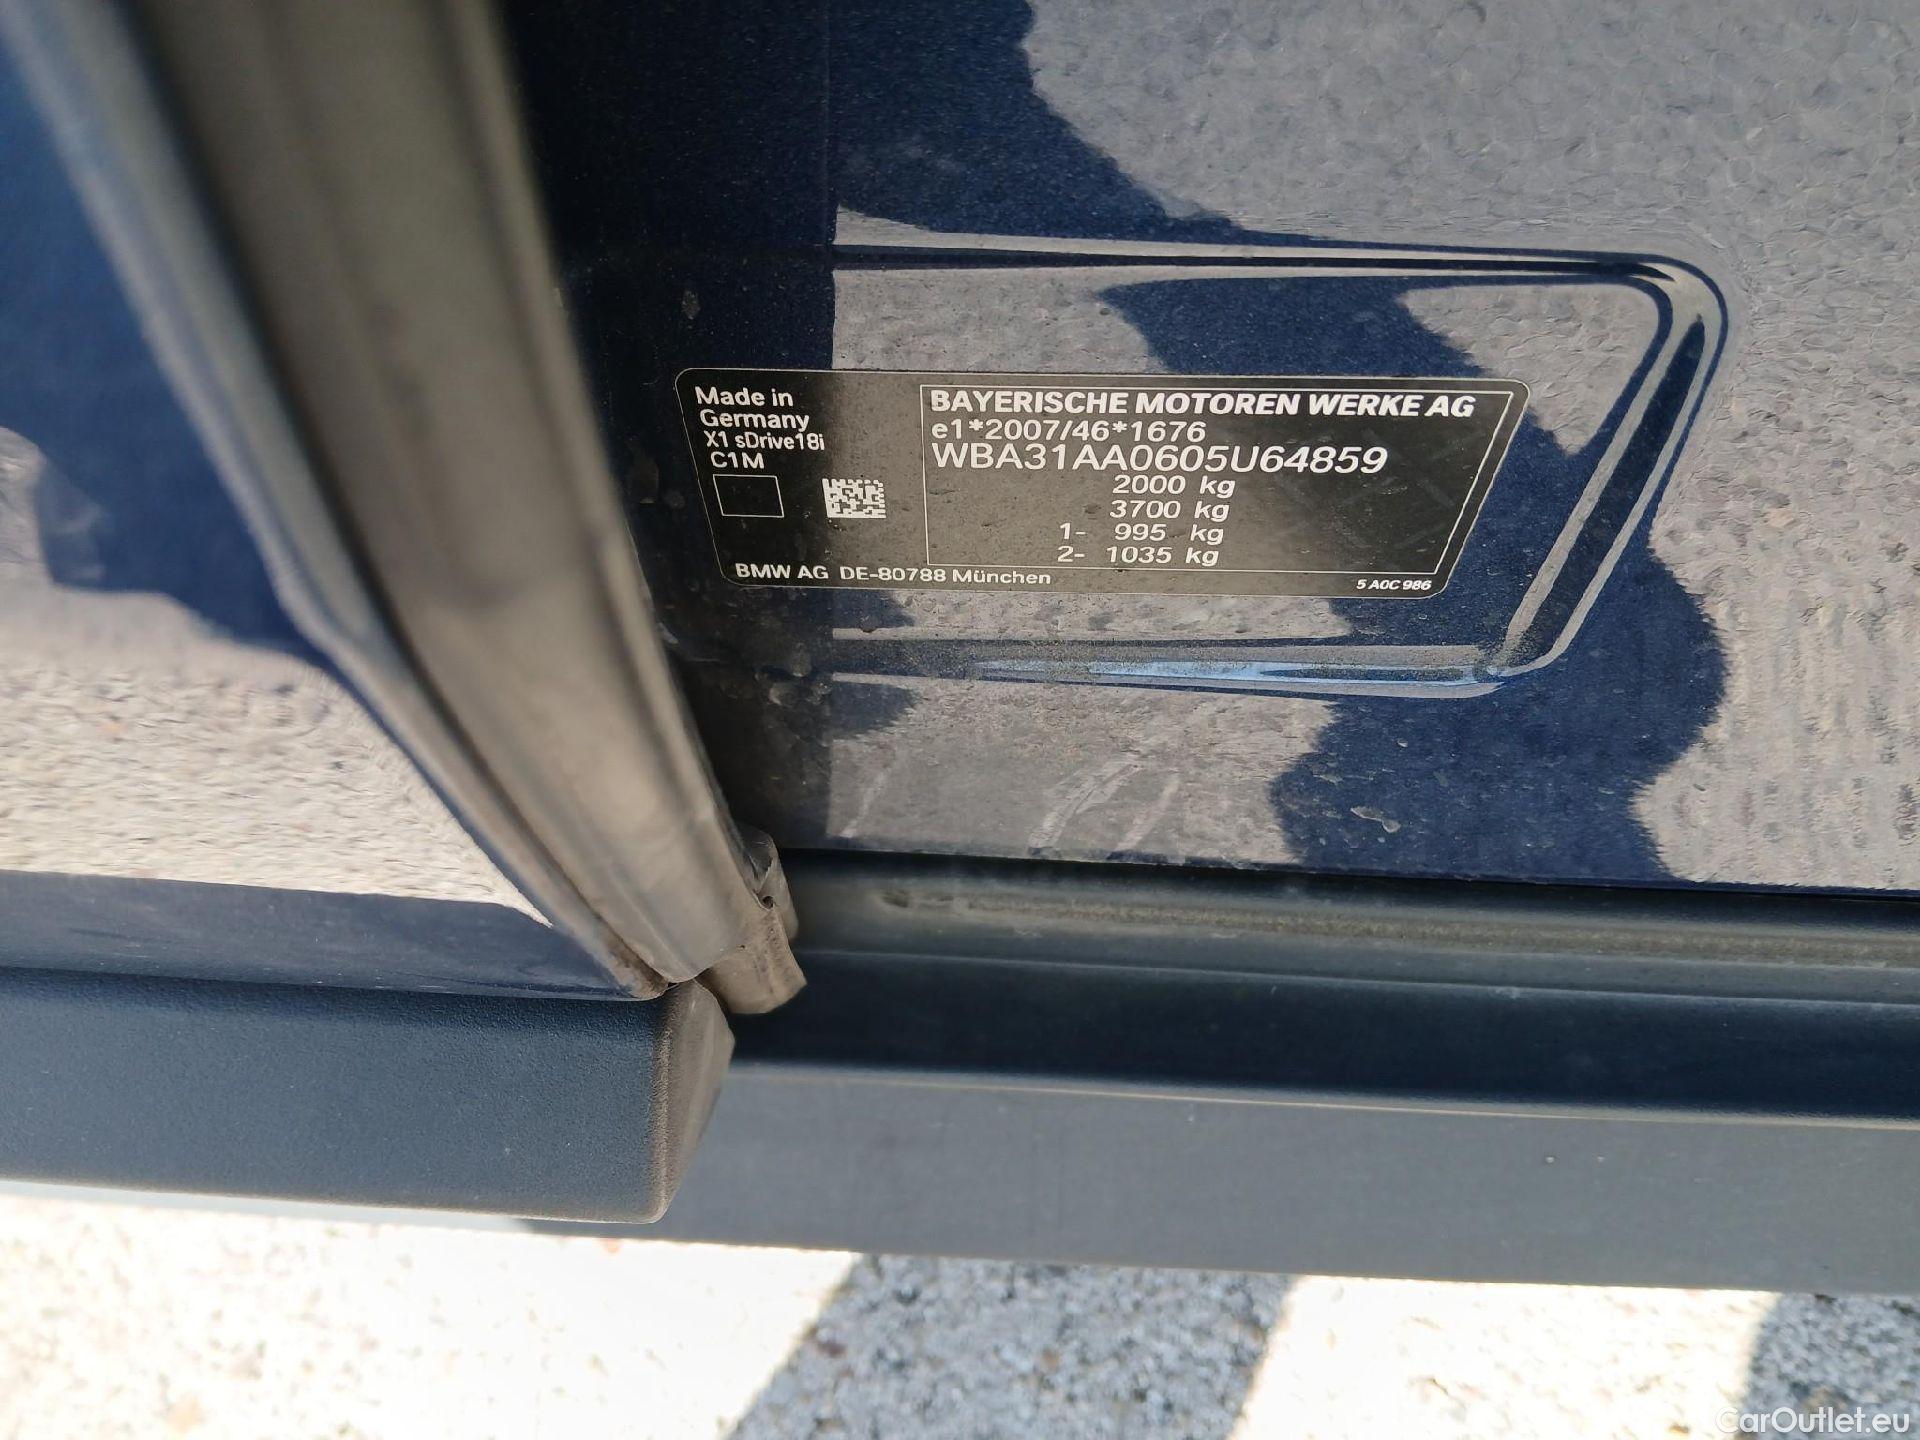 Made in
Germany
X1 sDrive18i
C1M
BAYERISCHE MOTOREN WERKE AG
e1*2007/46*1676
WBA31AA0605U64859
2000 kg
3700 kg
1- 995 kg
2- 1035 kg
BMW AG DE-80788 München
5 A0C 986
CarOutlet.eu